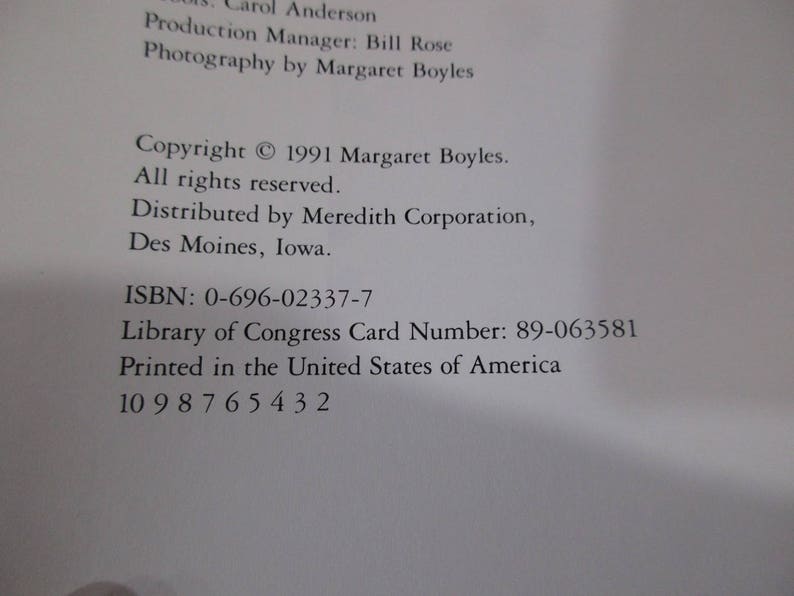 Carol Anderson
Production Manager: Bill Rose
Photography by Margaret Boyles
Copyright © 1991 Margaret Boyles.
All rights reserved.
Distributed by Meredith Corporation,
Des Moines, Iowa.
ISBN: 0-696-02337-7
Library of Congress Card Number: 89-063581
Printed in the United States of America
10 9 8 7 6 5 4 3 2